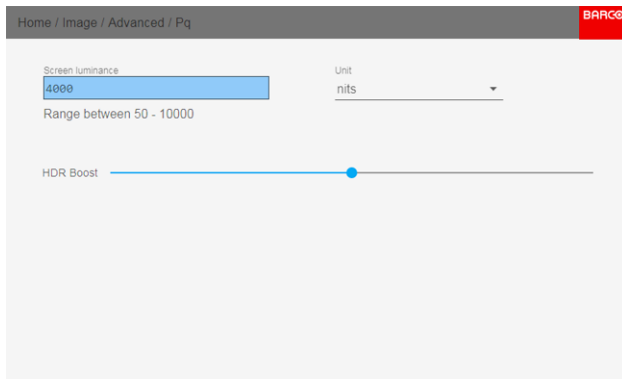 Home / Image / Advanced / Pq
BARCO
Screen luminance
Unit
4000
nits
Range between 50 - 10000
HDR Boost